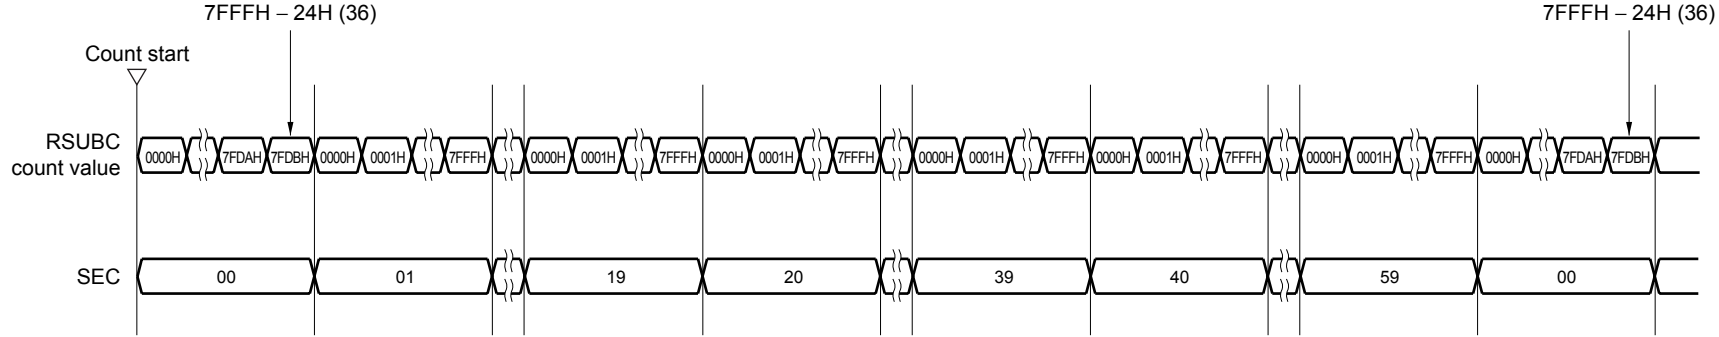 7FFFH – 24H (36) 7FFFH – 24H (36)
Count start
RSUBC
count value
0000H 7FDAH 7FDBH 0000H 0001H 7FFFH 0000H 0001H 7FFFH 0000H 0001H 7FFFH 0000H 0001H 7FFFH 0000H 0001H 7FFFH 0000H 0001H 7FFFH 0000H 7FDAH 7FDBH
SEC 00 01 19 20 39 40 59 00